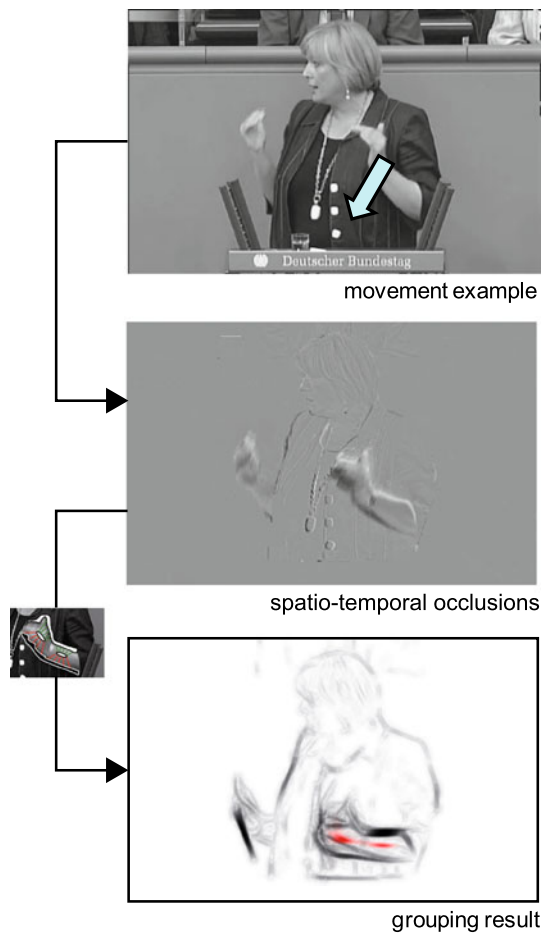 Deutscher Bundestag
movement example
spatio-temporal occlusions
grouping result